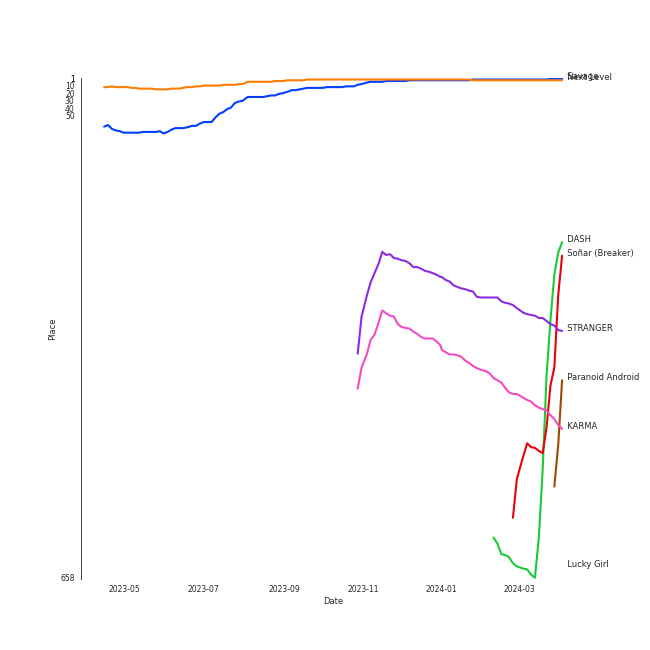 1
10
20
30
40
50
658
Place
2023-05
2023-07
2023-09
2023-11
2024-01
2024-03
Date
Next Level
DASH
Soñar (Breaker)
STRANGER
Paranoid Android
KARMA
Lucky Girl